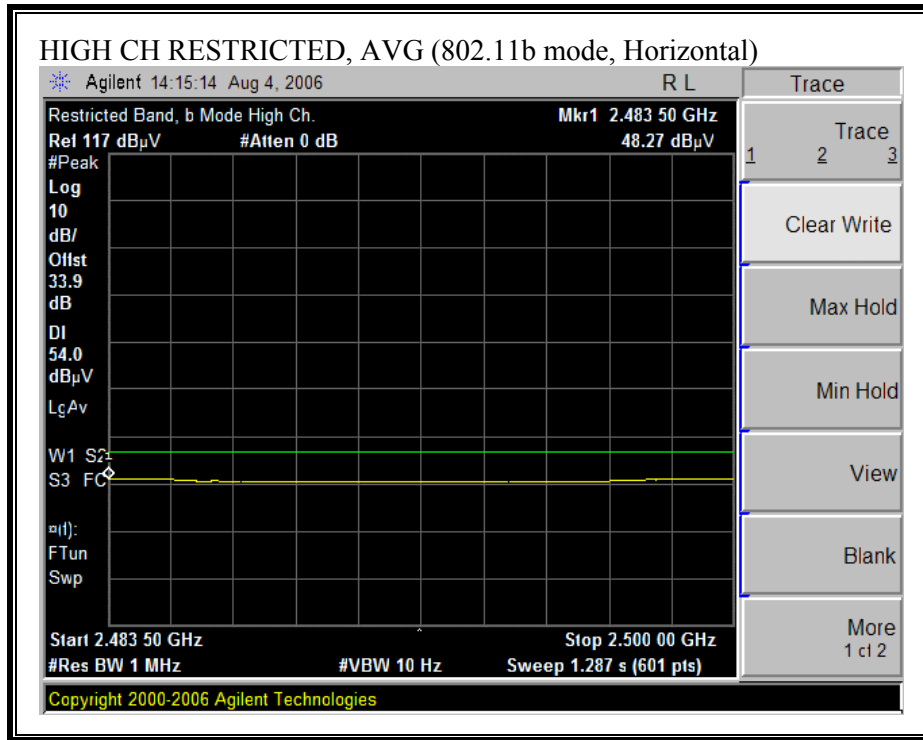 HIGH CH RESTRICTED, AVG (802.11b mode, Horizontal)
Agilent 14:15:14 Aug 4, 2006 R L
Trace
Restricted Band, b Mode High Ch. Mkr1 2.483 50 GHz
Ref 117 dBµV #Atten 0 dB 48.27 dBµV
#Peak
Log
10
dB/
Offst
33.9
dB
DI
54.0
dBµV
LgAv
W1 S2
S3 FC
1
¤(f):
FTun
Swp
Start 2.483 50 GHz Stop 2.500 00 GHz
#Res BW 1 MHz #VBW 10 Hz Sweep 1.287 s (601 pts)
Copyright 2000-2006 Agilent Technologies
Trace
1 2 3
Clear Write
Max Hold
Min Hold
View
Blank
More
1 of 2